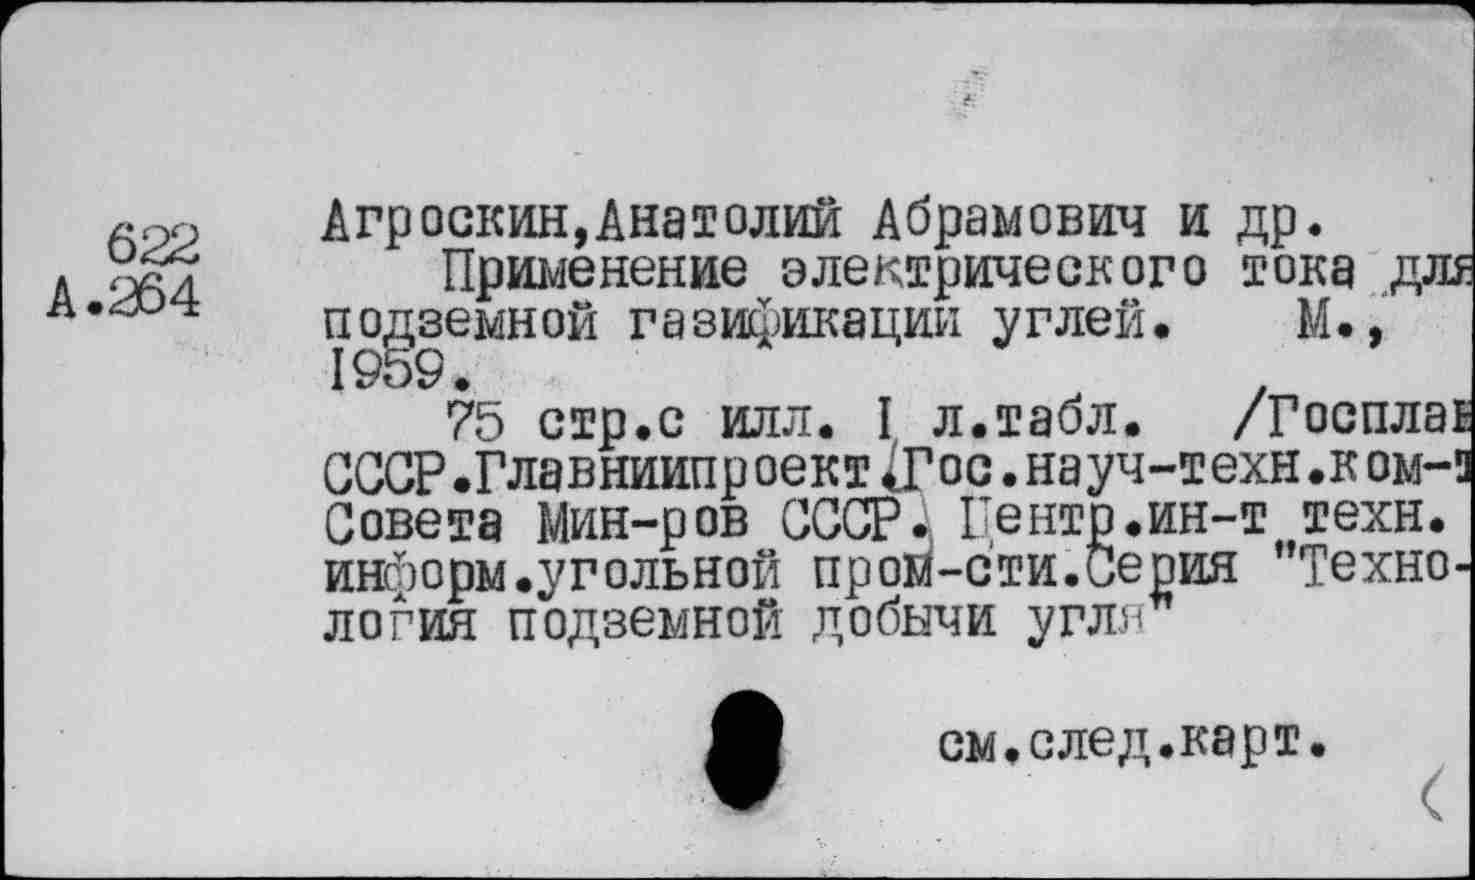 622
А.264
Агроскин,Анатолий Абрамович и др.
Применение электрического тока для
подземной газификации углей. М.,
1959.
75 стр.с илл. I л.табл. /Госплан
СССР.Главниипроект.Гос.науч-техн.ком-т
Совета Мин-ров СССР. Центр.ин-т техн.
информ.угольной пром-сти.Серия "Техно-
логия подземной добычи угля"
см.след.карт.